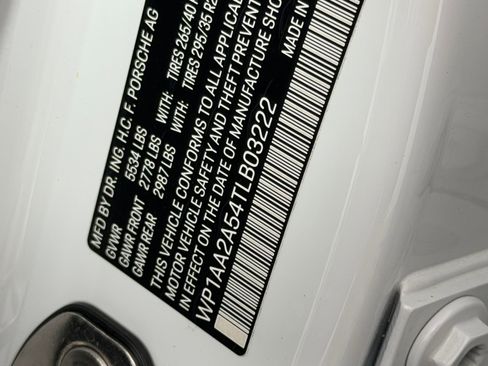 MFD BY DR. ING. H.C. F. PORSCHE AG
GVWR 5534 LBS
GAWR FRONT 2778 LBS WITH: TIRES 265/40
GAWR REAR 2987 LBS WITH: TIRES 295/35
THIS VEHICLE CONFORMS TO ALL APPLICA
MOTOR VEHICLE SAFETY AND THEFT PREVENT
IN EFFECT ON THE DATE OF MANUFACTURE SHO
WP1AA2A54TLB03222 MADE IN